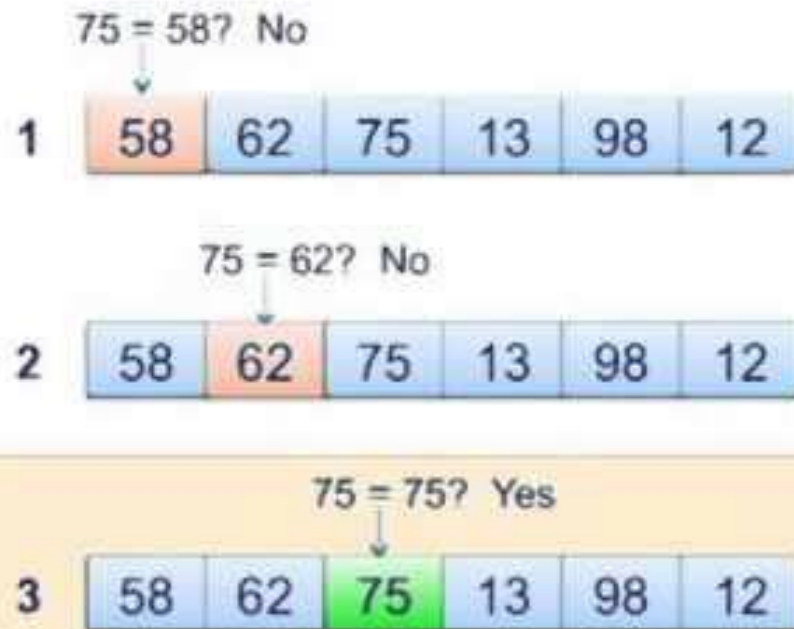 75 = 58? No
1 58 62 75 13 98 12
75 = 62? No
2 58 62 75 13 98 12
75 = 75? Yes
3 58 62 75 13 98 12